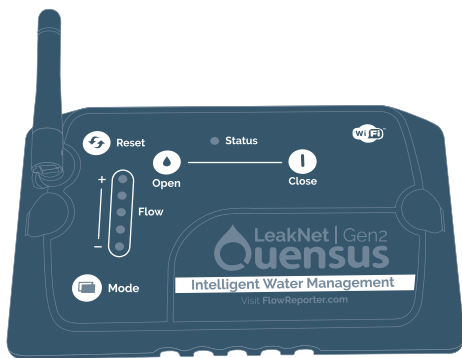 Reset
Status
WiFi
Open
Close
+
Flow
−
LeakNet | Gen2
Quensus
Mode
Intelligent Water Management
Visit FlowReporter.com